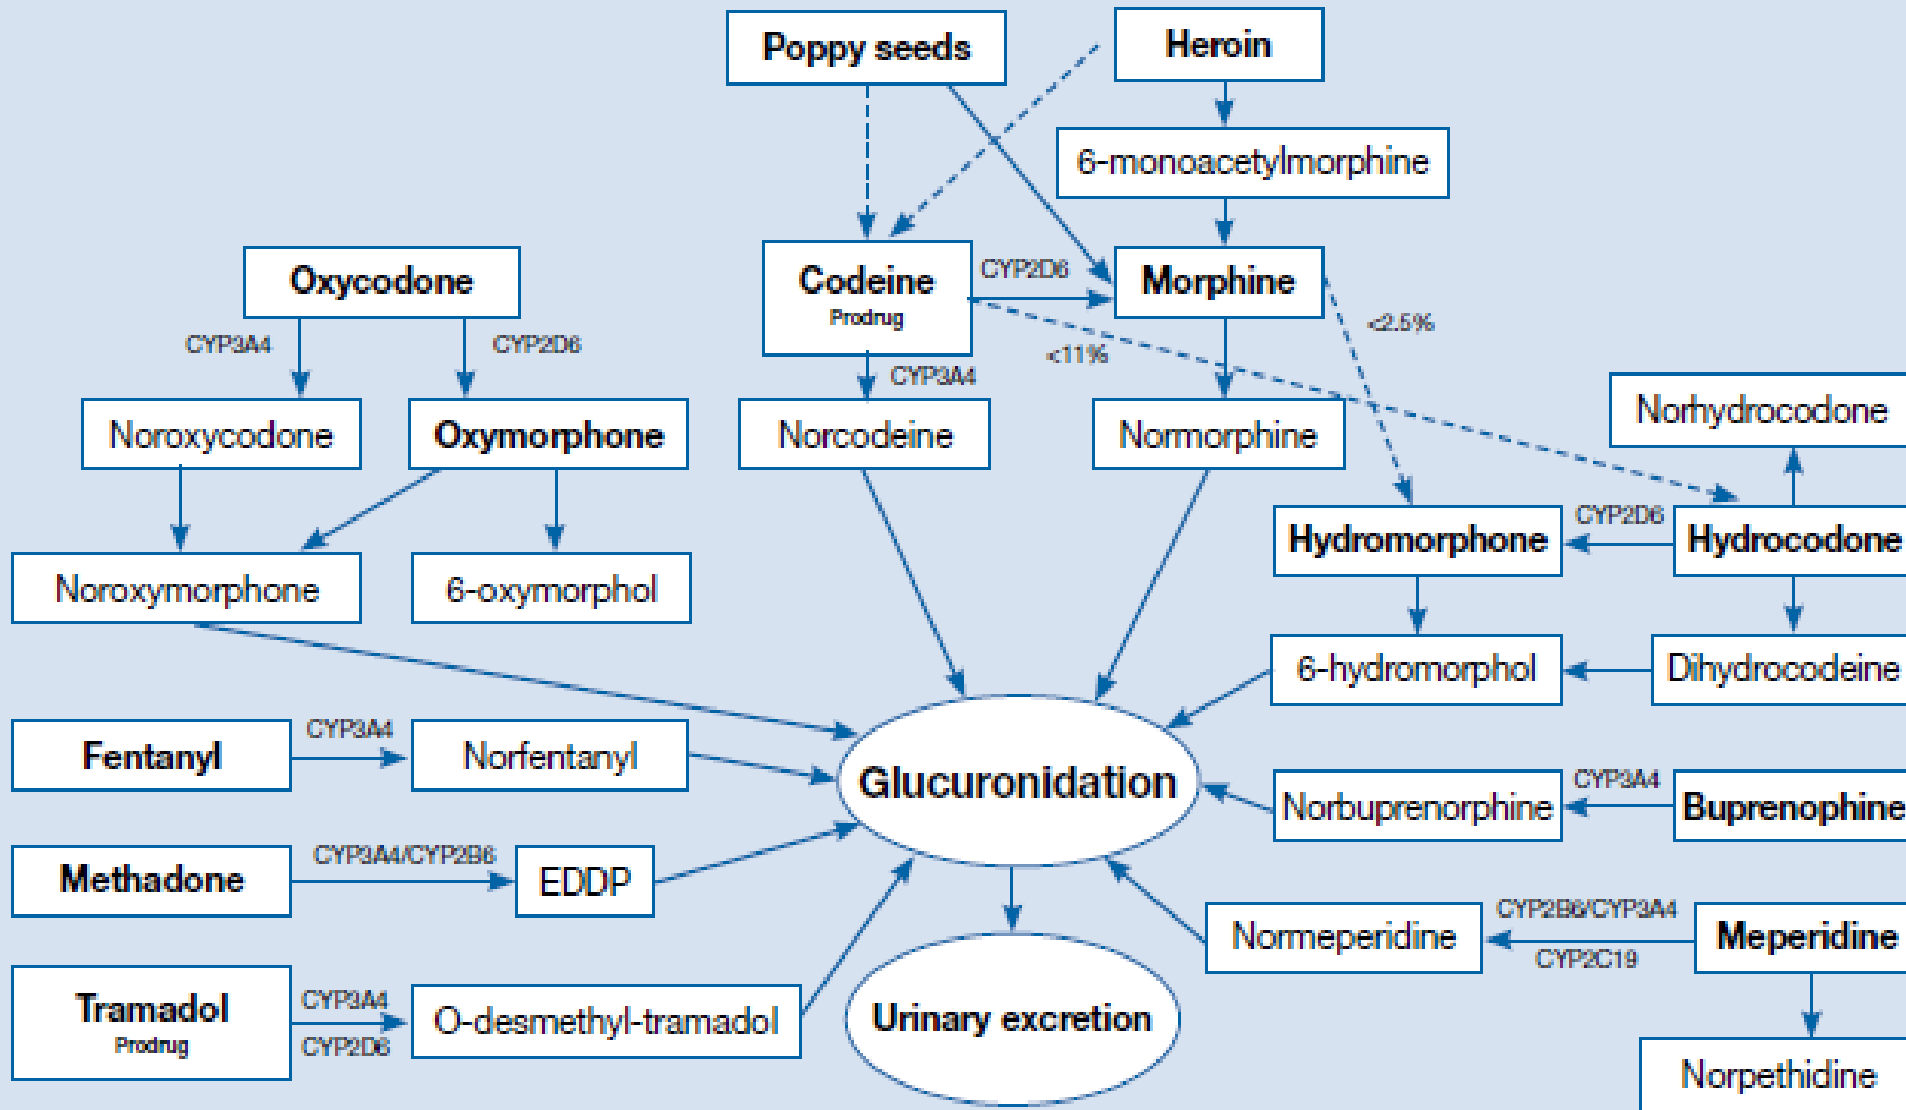 Poppy seeds
Heroin
6-monoacetylmorphine
Oxycodone
Codeine
Prodrug
CYP2D6
Morphine
CYP3A4
CYP2D6
<2.5%
<11%
CYP3A4
Norhydrocodone
Noroxycodone
Oxymorphone
Norcodeine
Normorphine
CYP2D6
Hydromorphone
Hydrocodone
Noroxymorphone
6-oxymorphol
6-hydromorphol
Dihydrocodeine
Fentanyl
CYP3A4
Norfentanyl
Glucuronidation
Norbuprenorphine
CYP3A4
Buprenophine
Methadone
CYP3A4/CYP2B6
EDDP
Normeperidine
CYP2B6/CYP3A4
CYP2C19
Meperidine
Tramadol
Prodrug
CYP3A4
CYP2D6
O-desmethyl-tramadol
Urinary excretion
Norpethidine